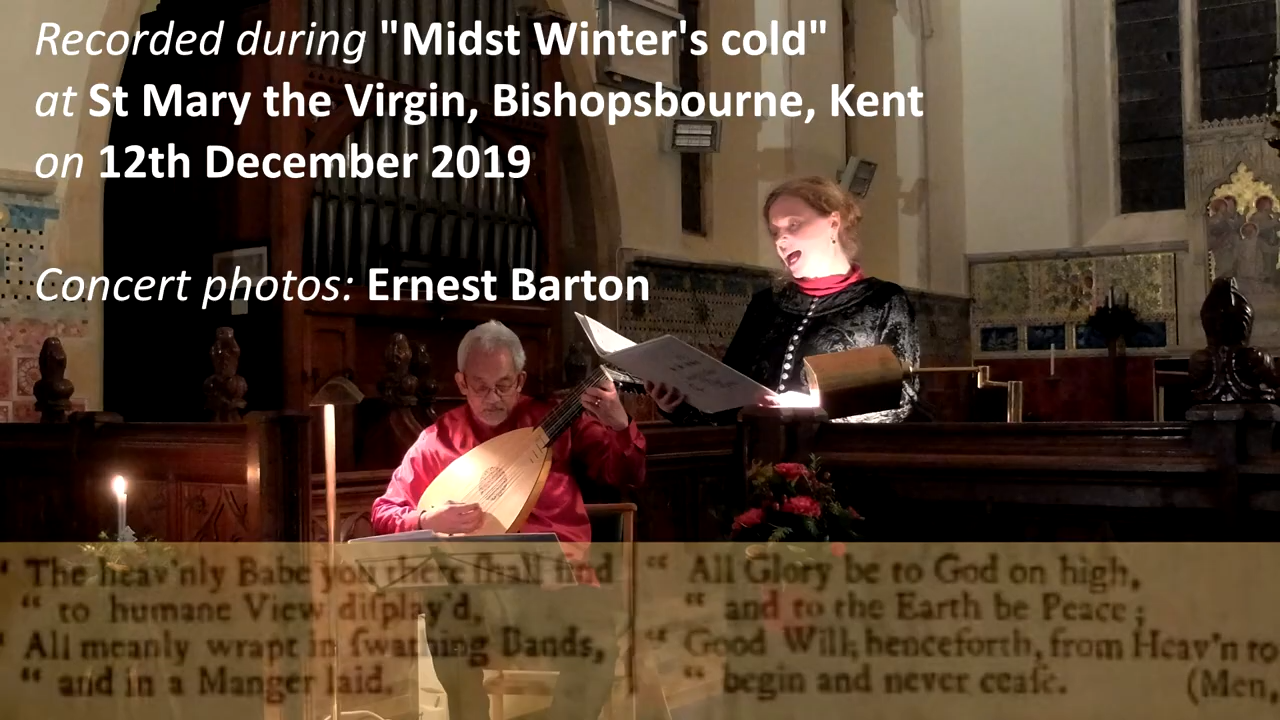 Recorded during "Midst Winter's cold"
at St Mary the Virgin, Bishopsbourne, Kent
on 12th December 2019
Concert photos: Ernest Barton
“ The heav'nly Babe you there ſhall find
“ to humane View diſplay'd,
“ All meanly wrapt in ſwathing Bands,
“ and in a Manger laid.
“ All Glory be to God on high,
“ and to the Earth be Peace;
“ Good Will, henceforth, from Heav'n to
“ begin and never ceaſe. (Men,